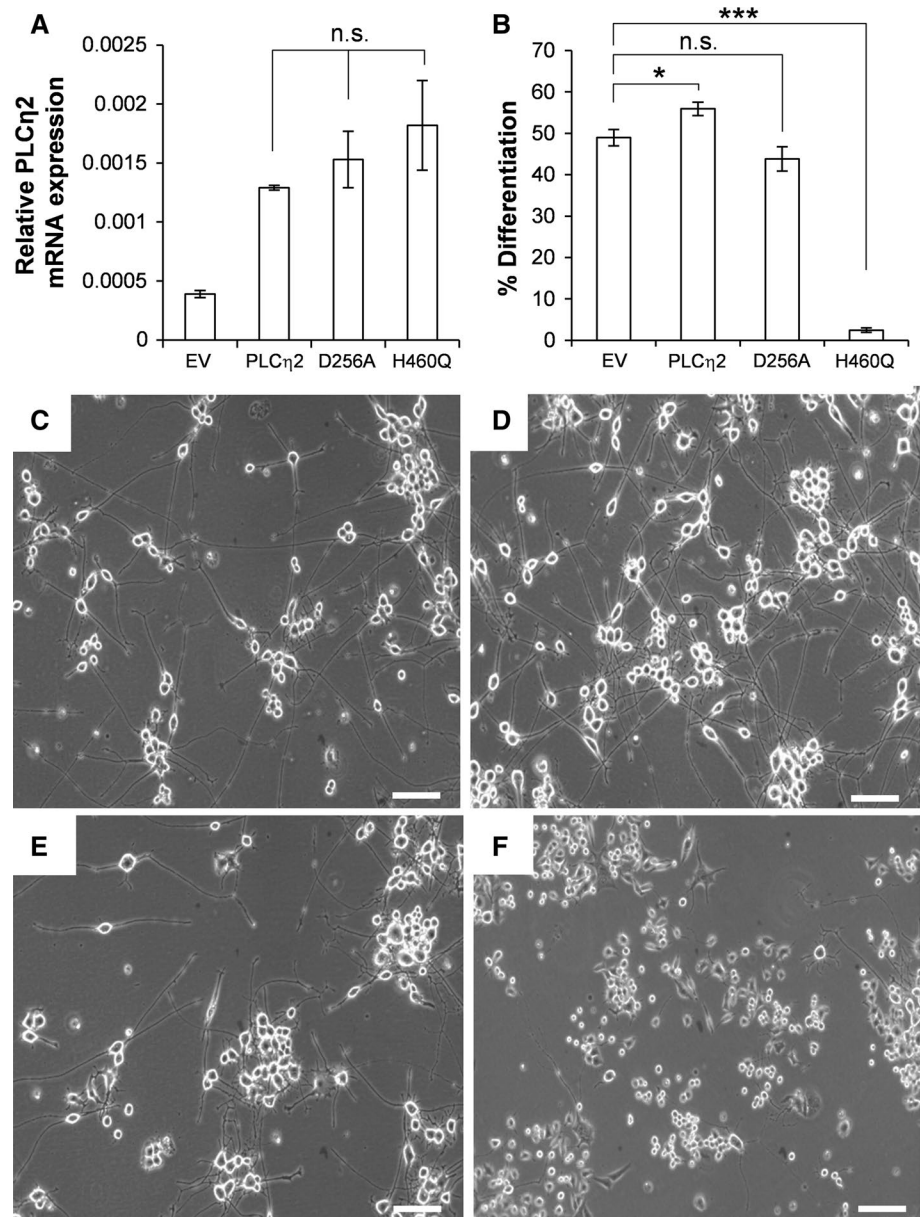 A
Relative PLCη2
mRNA expression
0.0025
0.002
0.0015
0.001
0.0005
0
n.s.
EV PLCη2 D256A H460Q
B
% Differentiation
70
60
50
40
30
20
10
0
***
n.s.
*
EV PLCη2 D256A H460Q
C
D
E
F